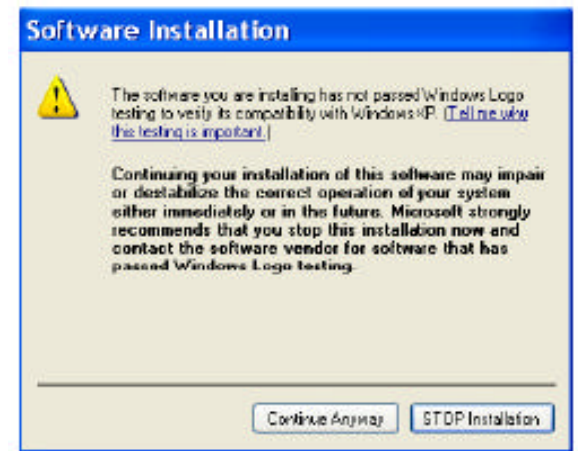 Software Installation
The software you are installing has not passed Windows Logo
testing to verify its compatibility with Windows XP. (Tell me why
this testing is important.)
Continuing your installation of this software may impair
or destabilize the correct operation of your system
either immediately or in the future. Microsoft strongly
recommends that you stop this installation now and
contact the software vendor for software that has
passed Windows Logo testing.
Continue Anyway
STOP Installation